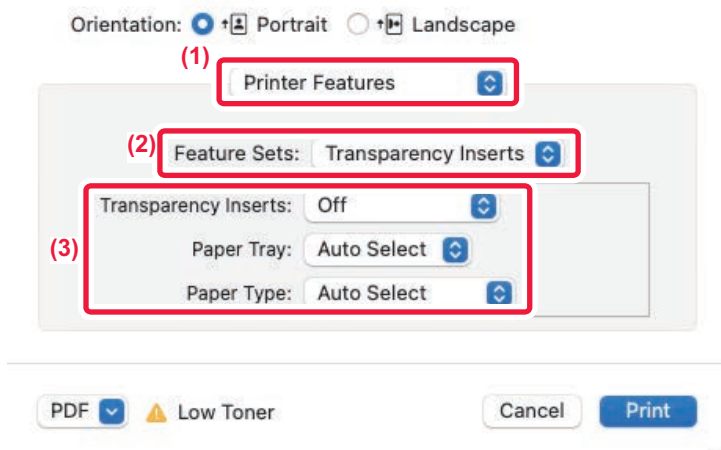 Orientation: Portrait Landscape
(1)
Printer Features
(2) Feature Sets: Transparency Inserts
Transparency Inserts: Off
(3) Paper Tray: Auto Select
Paper Type: Auto Select
PDF Low Toner Cancel Print